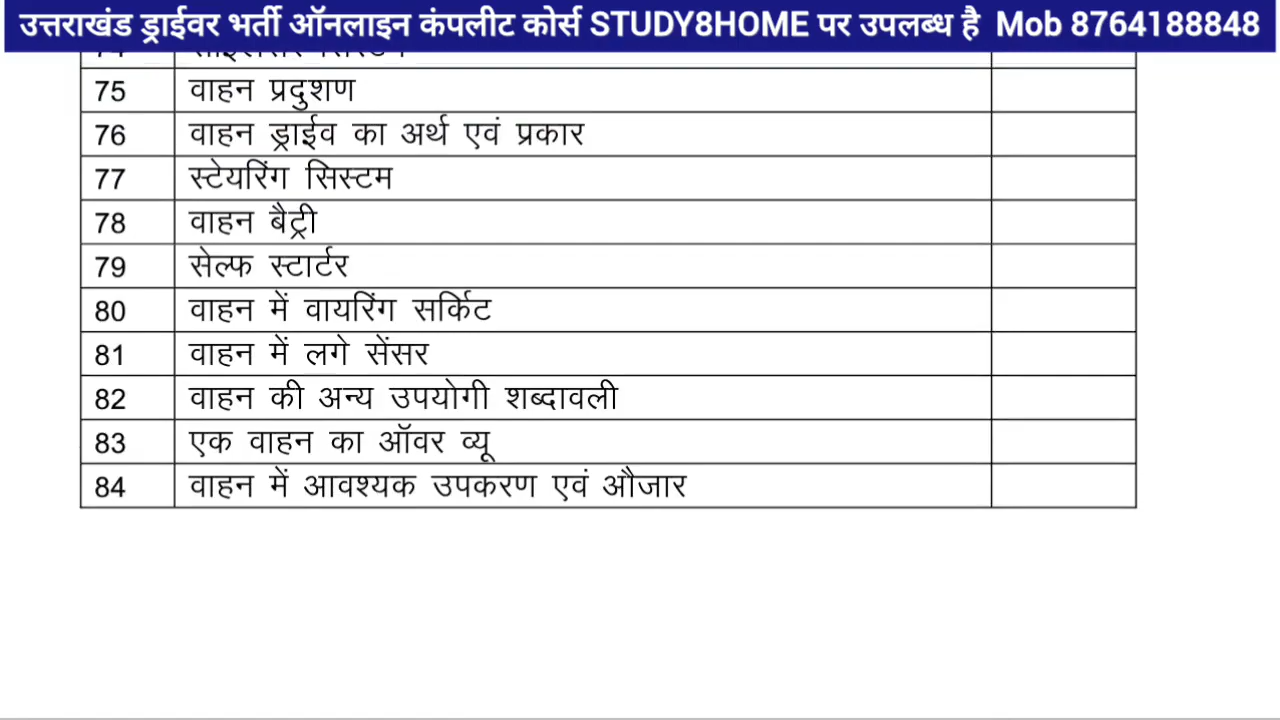 उत्तराखंड ड्राईवर भर्ती ऑनलाइन कंपलीट कोर्स STUDY8HOME पर उपलब्ध है Mob 8764188848
75 वाहन प्रदुशण
76 वाहन ड्राईव का अर्थ एवं प्रकार
77 स्टेयरिंग सिस्टम
78 वाहन बैट्री
79 सेल्फ स्टार्टर
80 वाहन में वायरिंग सर्किट
81 वाहन में लगे सेंसर
82 वाहन की अन्य उपयोगी शब्दावली
83 एक वाहन का ऑवर व्यू
84 वाहन में आवश्यक उपकरण एवं औजार